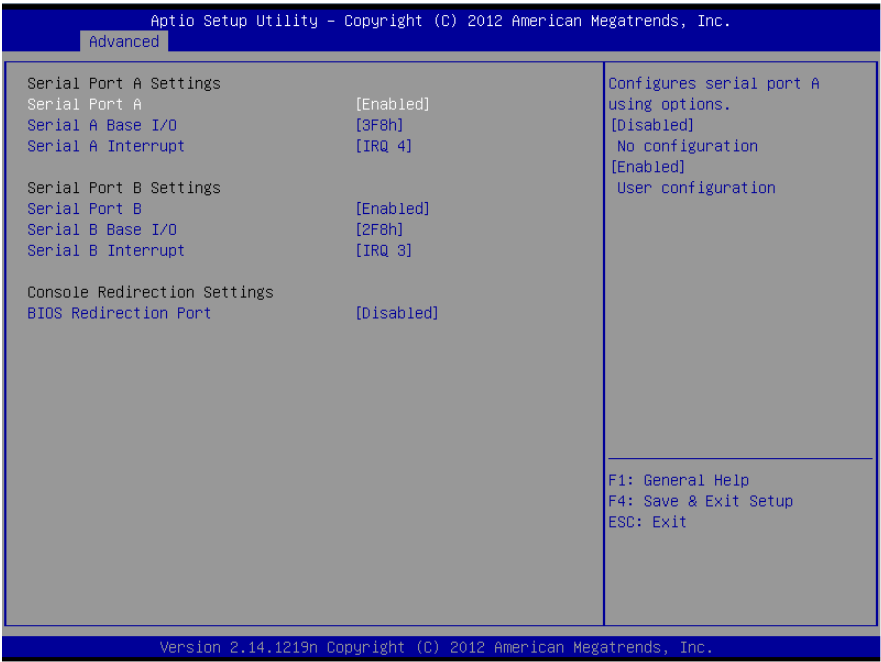 Aptio Setup Utility – Copyright (C) 2012 American Megatrends, Inc.
Advanced
Serial Port A Settings
Serial Port A [Enabled]
Serial A Base I/O [3F8h]
Serial A Interrupt [IRQ 4]
Serial Port B Settings
Serial Port B [Enabled]
Serial B Base I/O [2F8h]
Serial B Interrupt [IRQ 3]
Console Redirection Settings
BIOS Redirection Port [Disabled]
Configures serial port A
using options.
[Disabled]
No configuration
[Enabled]
User configuration
F1: General Help
F4: Save & Exit Setup
ESC: Exit
Version 2.14.1219n Copyright (C) 2012 American Megatrends, Inc.